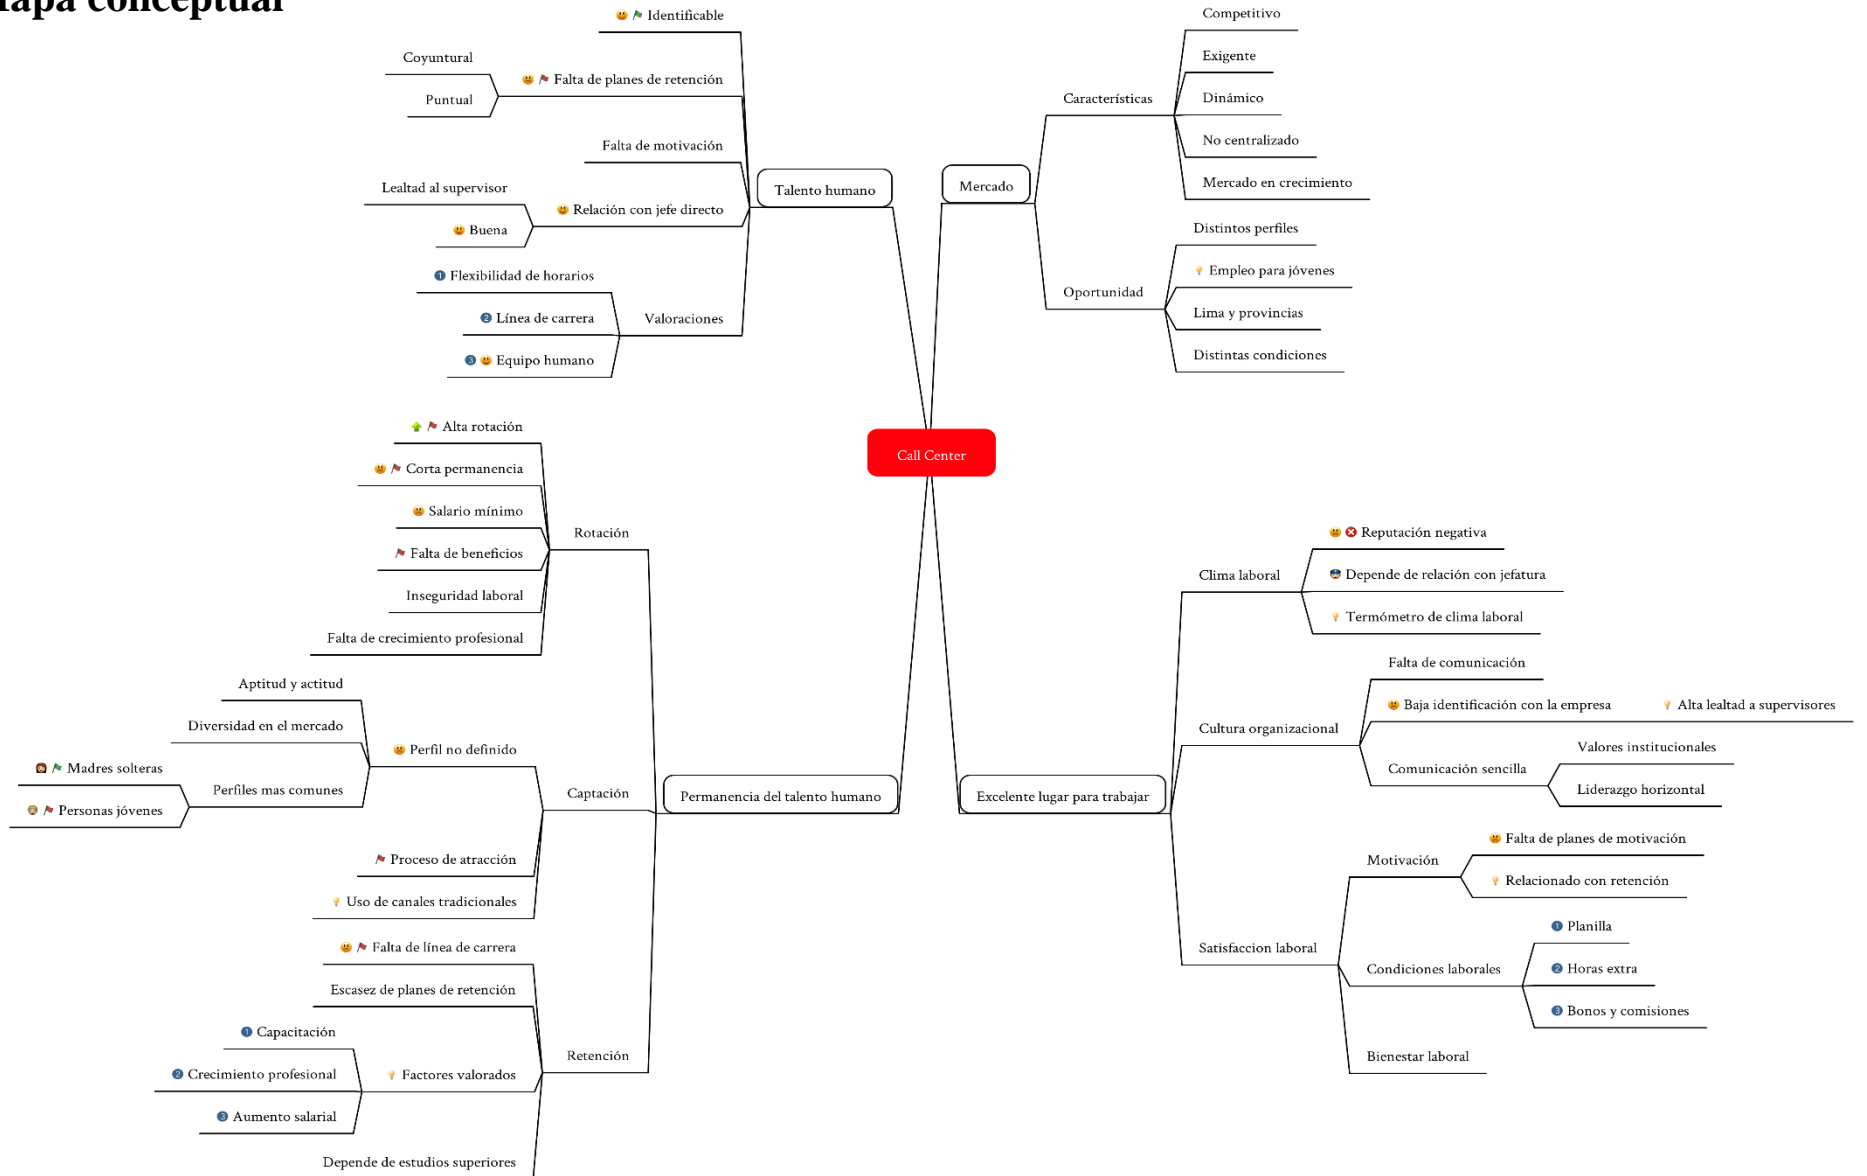 conceptual
Identificable
Coyuntural
Falta de planes de retención
Puntual
Falta de motivación
Talento humano
Lealtad al supervisor
Relación con jefe directo
Buena
1 Flexibilidad de horarios
2 Línea de carrera
Valoraciones
3 Equipo humano
Competitivo
Exigente
Características
Dinámico
No centralizado
Mercado
Mercado en crecimiento
Distintos perfiles
Empleo para jóvenes
Oportunidad
Lima y provincias
Distintas condiciones
Call Center
Alta rotación
Corta permanencia
Salario mínimo
Rotación
Falta de beneficios
Inseguridad laboral
Falta de crecimiento profesional
Aptitud y actitud
Diversidad en el mercado
Perfil no definido
Madres solteras
Perfiles mas comunes
Captación
Permanencia del talento humano
Personas jóvenes
Proceso de atracción
Uso de canales tradicionales
Falta de línea de carrera
Escasez de planes de retención
1 Capacitación
Retención
2 Crecimiento profesional
Factores valorados
3 Aumento salarial
Depende de estudios superiores
Reputación negativa
Clima laboral
Depende de relación con jefatura
Termómetro de clima laboral
Falta de comunicación
Baja identificación con la empresa
Alta lealtad a supervisores
Cultura organizacional
Valores institucionales
Comunicación sencilla
Liderazgo horizontal
Excelente lugar para trabajar
Falta de planes de motivación
Motivación
Relacionado con retención
1 Planilla
Satisfaccion laboral
Condiciones laborales
2 Horas extra
3 Bonos y comisiones
Bienestar laboral